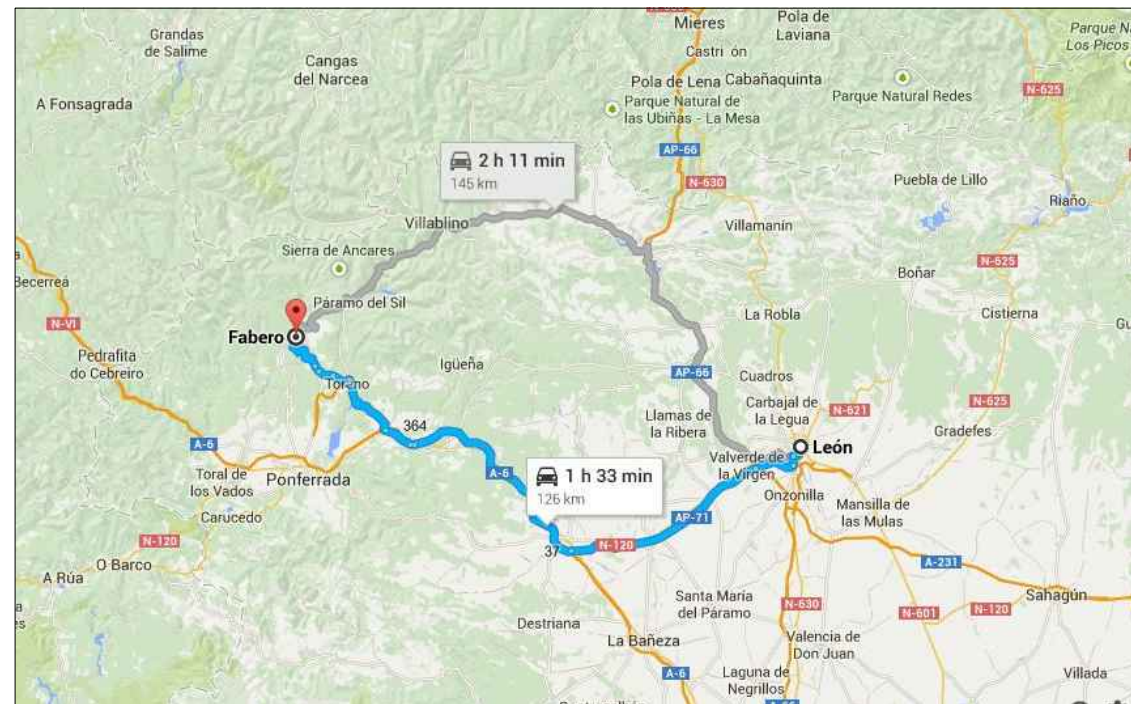 Mieres
Pola de
Laviana
Grandas
de Salime
Parque N
Los Picos
Castri ón
Cangas
del Narcea
Pola de Lena
Cabañaquinta
N-625
A Fonsagrada
Parque Natural de
las Ubiñas - La Mesa
Parque Natural Redes
AP-66
2 h 11 min
145 km
N-630
Puebla de Lillo
Riaño
Villablino
Villamanín
Sierra de Ancares
N-625
Boñar
Becerreá
Páramo del Sil
La Robla
Cistierna
N-VI
Fabero
Gu
Pedrafita
do Cebreiro
Igüeña
AP-66
Cuadros
Toreno
Carbajal de
la Legua
N-621
N-625
Llamas de
la Ribera
364
Gradefes
A-6
León
Valverde de
la Virgen
Toral de
los Vados
Ponferrada
A-6
1 h 33 min
126 km
Onzonilla
Mansilla de
las Mulas
Carucedo
AP-71
N-120
37
N-120
O Barco
A-231
A Rúa
Sahagún
Santa María
del Páramo
N-630
N-601
N-120
Destriana
La Bañeza
Valencia de
Don Juan
A-6
Laguna de
Negrillos
Villada